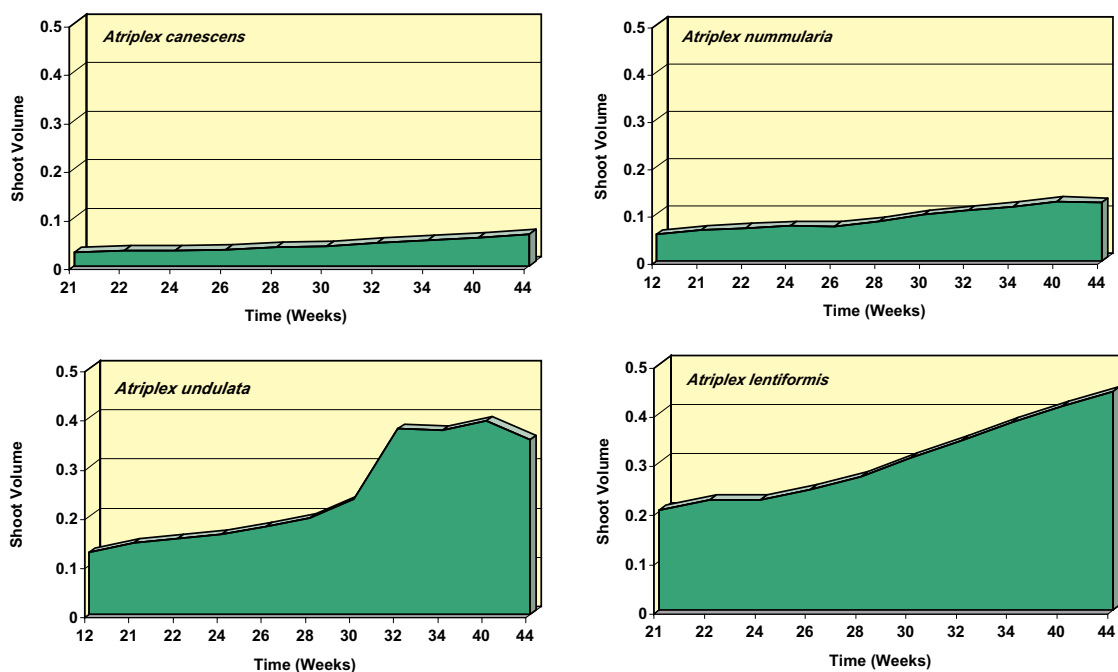 Atriplex canescens
0.5
0.4
0.3
0.2
0.1
0
Shoot Volume
21 22 24 26 28 30 32 34 40 44
Time (Weeks)
Atriplex nummularia
0.5
0.4
0.3
0.2
0.1
0
Shoot Volume
12 21 22 24 26 28 30 32 34 40 44
Time (Weeks)
Atriplex undulata
0.5
0.4
0.3
0.2
0.1
0
Shoot Volume
12 21 22 24 26 28 30 32 34 40 44
Time (Weeks)
Atriplex lentiformis
0.5
0.4
0.3
0.2
0.1
0
Shoot Volume
21 22 24 26 28 30 32 34 40 44
Time (Weeks)